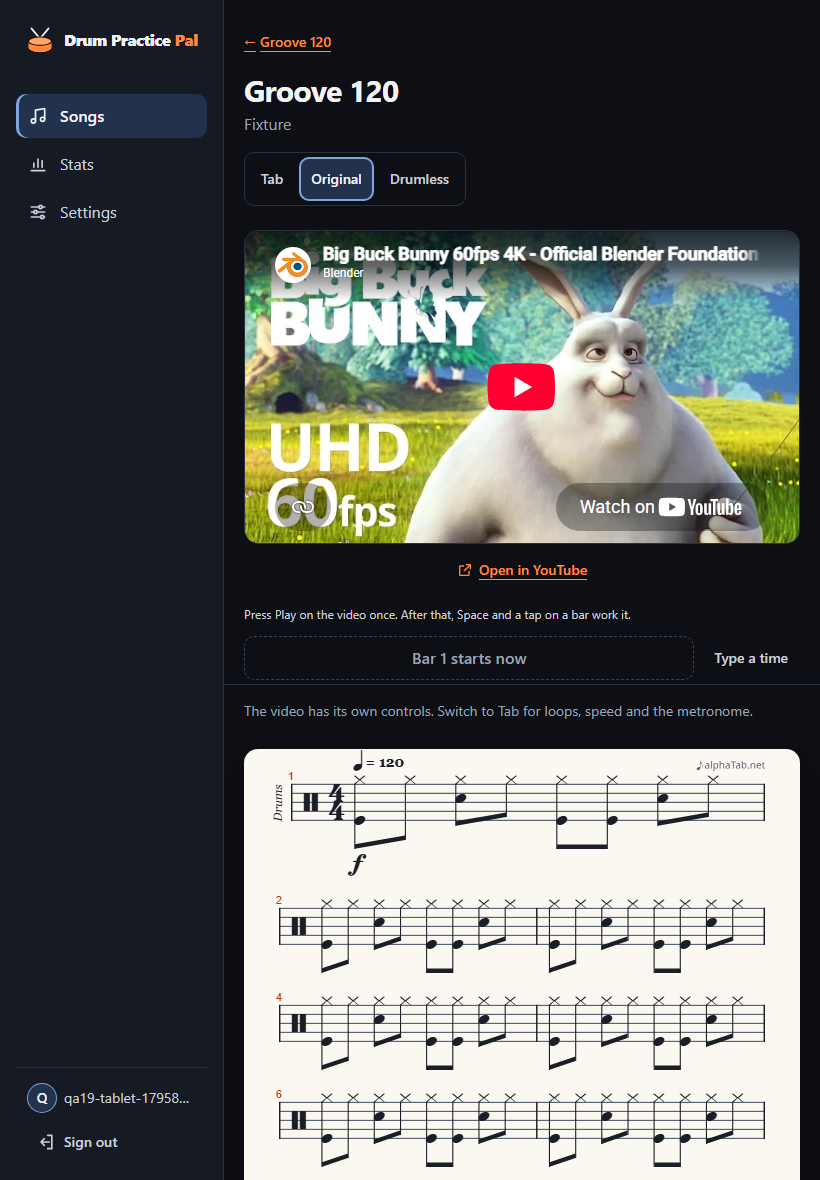 Drum Practice Pal
← Groove 120
Groove 120
Songs
Fixture
Stats
Tab
Original
Drumless
Settings
Big Buck Bunny 60fps 4K - Official Blender Foundation
Blender
Big Buck
BUNNY
UHD
60fps
Watch on YouTube
Open in YouTube
Press Play on the video once. After that, Space and a tap on a bar work it.
Bar 1 starts now
Type a time
The video has its own controls. Switch to Tab for loops, speed and the metronome.
= 120
alphaTab.net
1
Drums
4
4
f
2
4
6
Q
qa19-tablet-17958...
Sign out